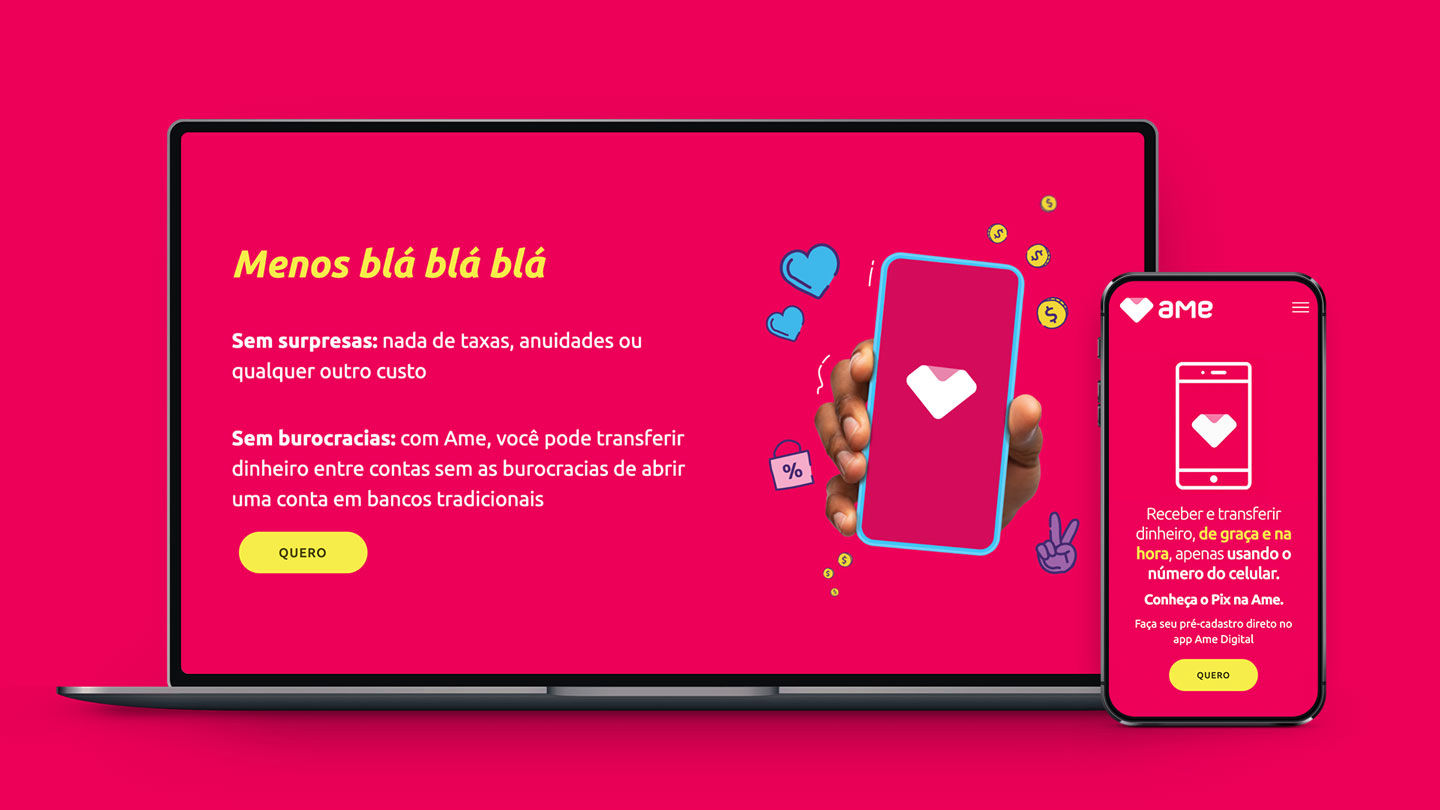 Menos blá blá blá
Sem surpresas: nada de taxas, anuidades ou
qualquer outro custo
Sem burocracias: com Ame, você pode transferir
dinheiro entre contas sem as burocracias de abrir
uma conta em bancos tradicionais
QUERO
$
$
$
$
%
$
$
$
aме
Receber e transferir
dinheiro, de graça e na
hora, apenas usando o
número do celular.
Conheça o Pix na Ame.
Faça seu pré-cadastro direto no
app Ame Digital
QUERO